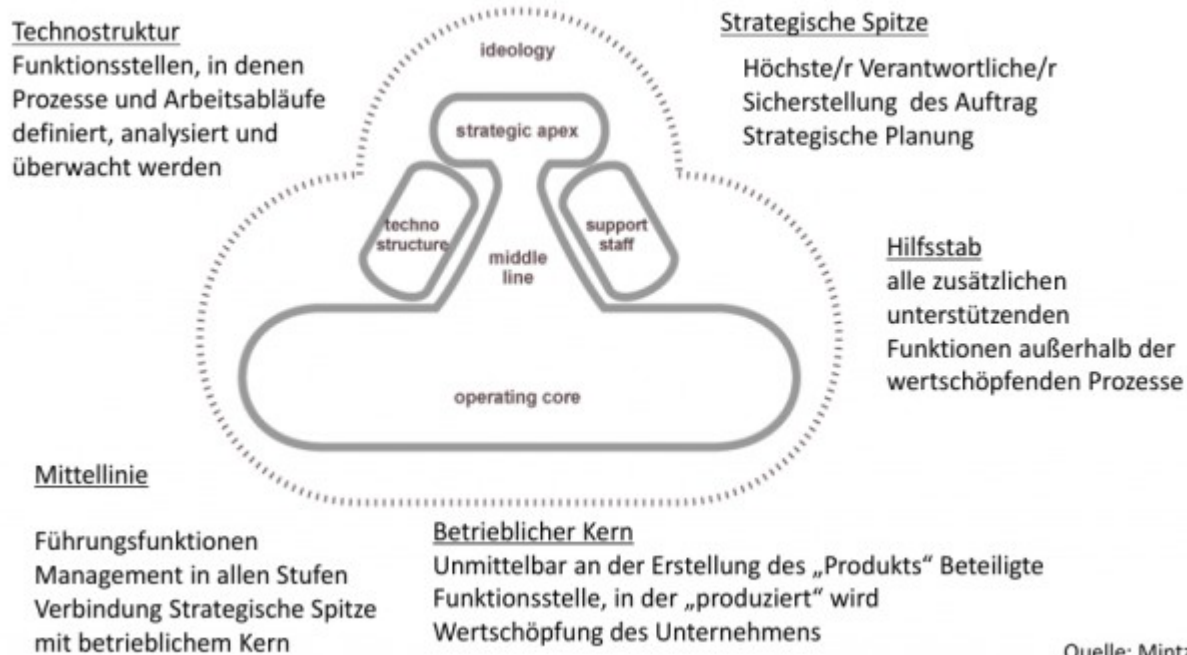 Technostruktur
Funktionsstellen, in denen
Prozesse und Arbeitsabläufe
definiert, analysiert und
überwacht werden
Strategische Spitze
Höchste/r Verantwortliche/r
Sicherstellung des Auftrag
Strategische Planung
ideology
strategic apex
techno
structure
middle
line
support
staff
operating core
Hilfsstab
alle zusätzlichen
unterstützenden
Funktionen außerhalb der
wertschöpfenden Prozesse
Mittellinie
Führungsfunktionen
Management in allen Stufen
Verbindung Strategische Spitze
mit betrieblichem Kern
Betrieblicher Kern
Unmittelbar an der Erstellung des „Produkts“ Beteiligte
Funktionsstelle, in der „produziert“ wird
Wertschöpfung des Unternehmens
Quelle: